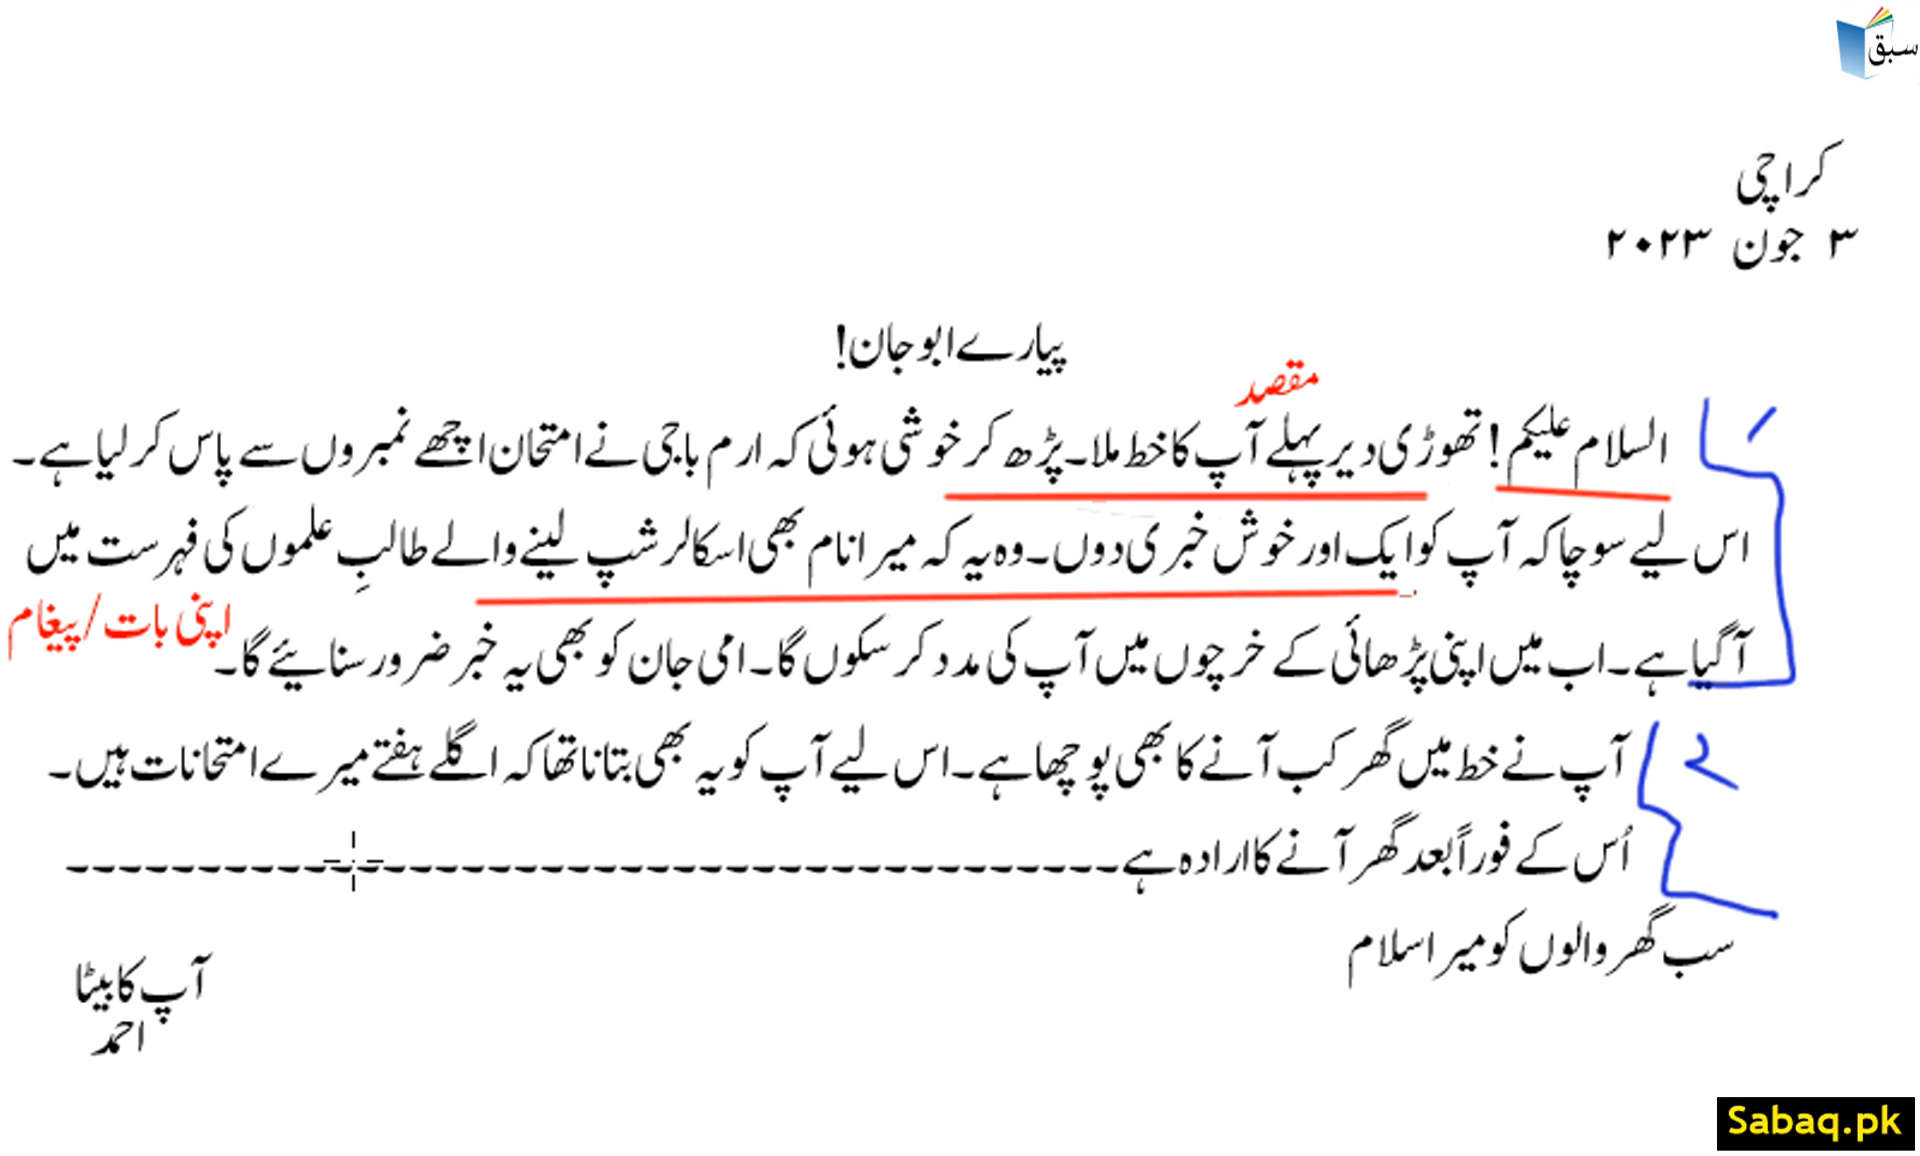 سبق
کراچی
۳ جون ۲۰۲۳
پیارے ابو جان!
مقصد
السلام علیکم! تھوڑی دیر پہلے آپ کا خط ملا۔ پڑھ کر خوشی ہوئی کہ ارم باجی نے امتحان اچھے نمبروں سے پاس کر لیا ہے۔
اس لیے سوچا کہ آپ کو ایک اور خوش خبری دوں۔ وہ یہ کہ میرا نام بھی اسکالر شپ لینے والے طالبِ علموں کی فہرست میں
اپنی بات/پیغام
آگیا ہے۔ اب میں اپنی پڑھائی کے خرچوں میں آپ کی مدد کر سکوں گا۔ امی جان کو بھی یہ خبر ضرور سنایئے گا۔
آپ نے خط میں گھر کب آنے کا بھی پوچھا ہے۔ اس لیے آپ کو یہ بھی بتانا تھا کہ اگلے ہفتے میرے امتحانات ہیں۔
اُس کے فوراً بعد گھر آنے کا ارادہ ہے۔۔۔۔۔۔۔۔۔۔۔۔۔۔۔۔۔۔۔۔۔۔۔۔۔۔۔۔۔۔۔۔۔۔۔۔۔۔۔۔۔
سب گھر والوں کو میرا سلام
آپ کا بیٹا
احمد
Sabaq.pk